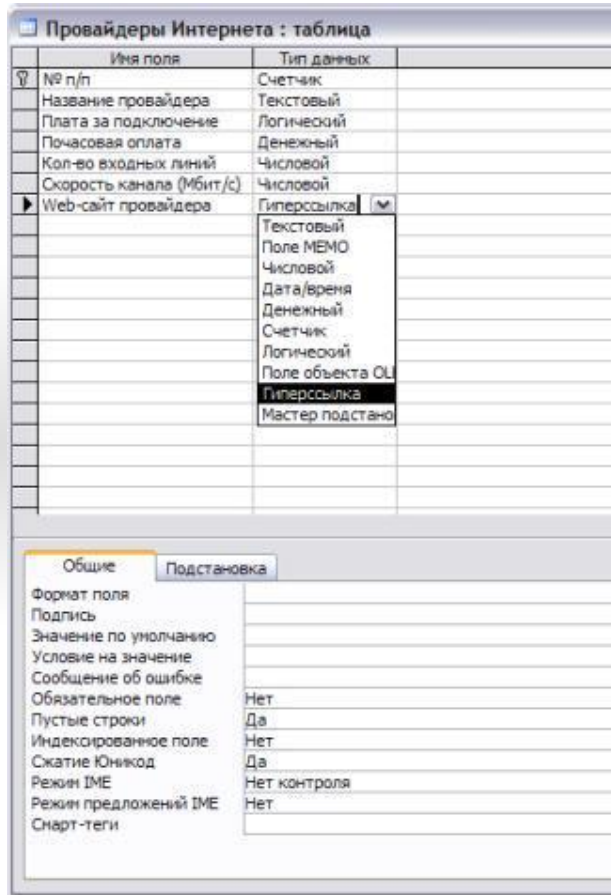 Провайдеры Интернета : таблица
Имя поля Тип данных
№ п/п Счетчик
Название провайдера Текстовый
Плата за подключение Логический
Почасовая оплата Денежный
Кол-во входных линий Числовой
Скорость канала (Мбит/с) Числовой
Web-сайт провайдера Гиперссылка
Текстовый
Поле МЕМО
Числовой
Дата/время
Денежный
Счетчик
Логический
Поле объекта OLI
Гиперссылка
Мастер подстано
Общие Подстановка
Формат поля
Подпись
Значение по умолчанию
Условие на значение
Сообщение об ошибке
Обязательное поле Нет
Пустые строки Да
Индексированное поле Нет
Сжатие Юникод Да
Режим IME Нет контроля
Режим предложений IME Нет
Смарт-теги